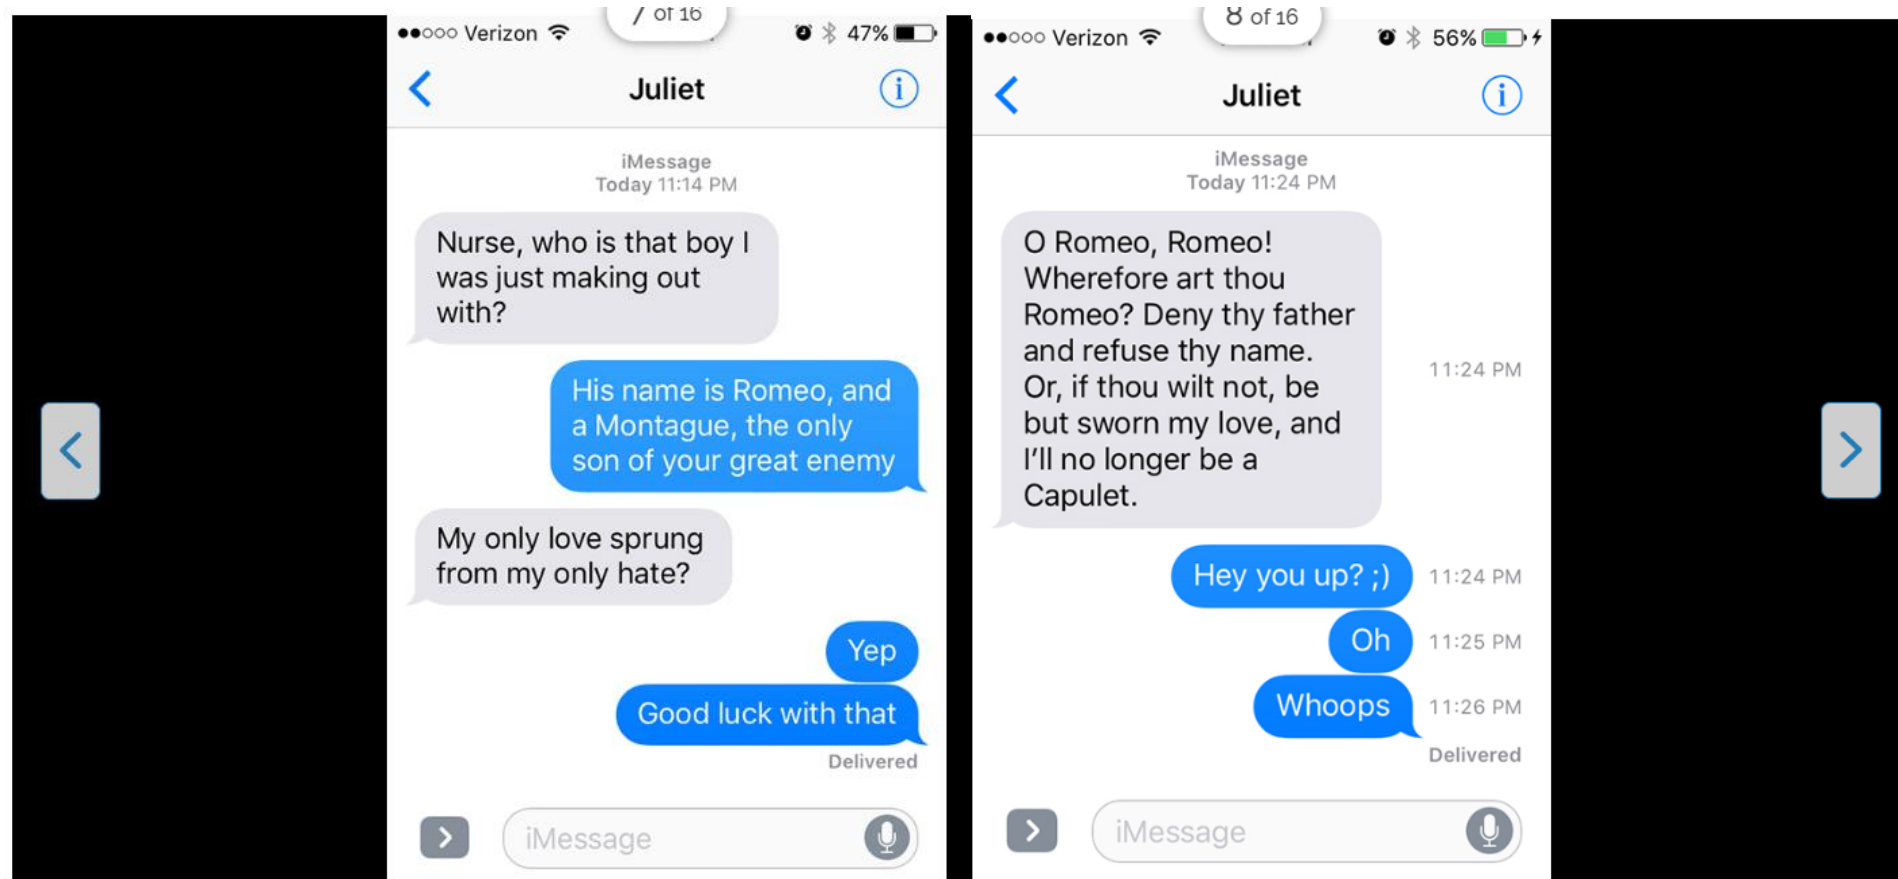 7 of 16
Verizon 47%
Juliet
iMessage
Today 11:14 PM
Nurse, who is that boy I
was just making out
with?
His name is Romeo, and
a Montague, the only
son of your great enemy
My only love sprung
from my only hate?
Yep
Good luck with that
Delivered
iMessage
8 of 16
Verizon 56%
Juliet
iMessage
Today 11:24 PM
O Romeo, Romeo!
Wherefore art thou
Romeo? Deny thy father
and refuse thy name.
Or, if thou wilt not, be
but sworn my love, and
I'll no longer be a
Capulet.
11:24 PM
Hey you up? ;) 11:24 PM
Oh 11:25 PM
Whoops 11:26 PM
Delivered
iMessage